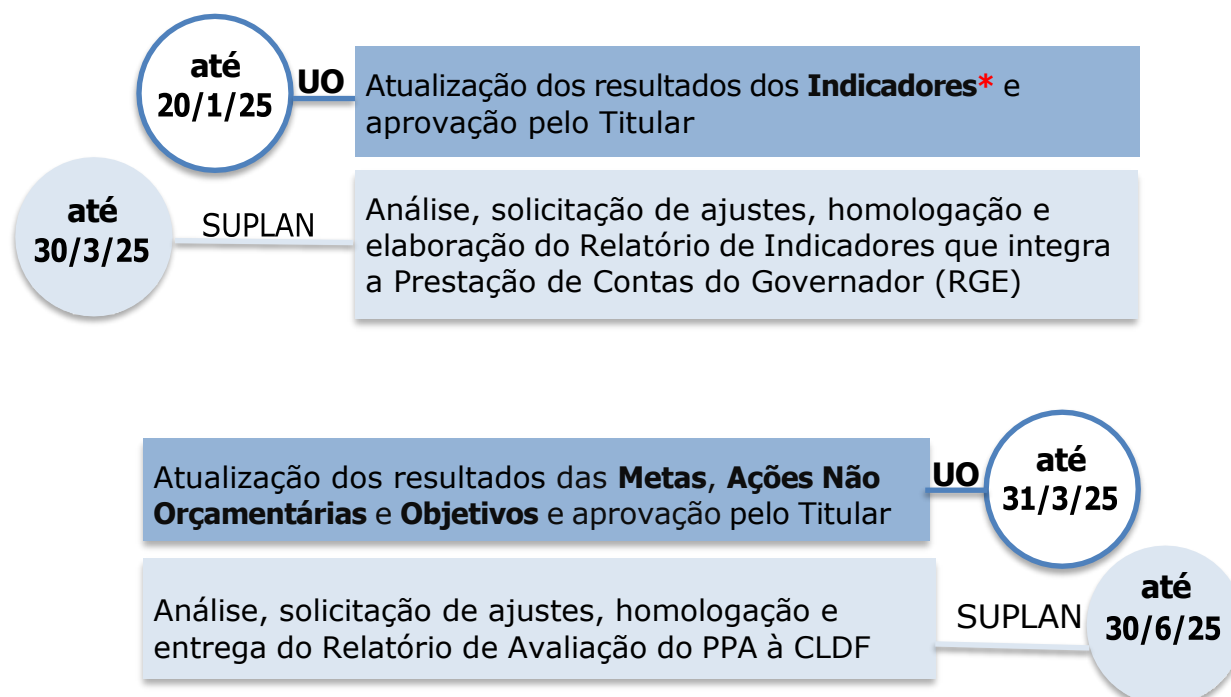 até
20/1/25
UO
Atualização dos resultados dos Indicadores* e
aprovação pelo Titular
até
30/3/25
SUPLAN
Análise, solicitação de ajustes, homologação e
elaboração do Relatório de Indicadores que integra
a Prestação de Contas do Governador (RGE)
Atualização dos resultados das Metas, Ações Não
Orçamentárias e Objetivos e aprovação pelo Titular
UO
até
31/3/25
Análise, solicitação de ajustes, homologação e
entrega do Relatório de Avaliação do PPA à CLDF
SUPLAN
até
30/6/25